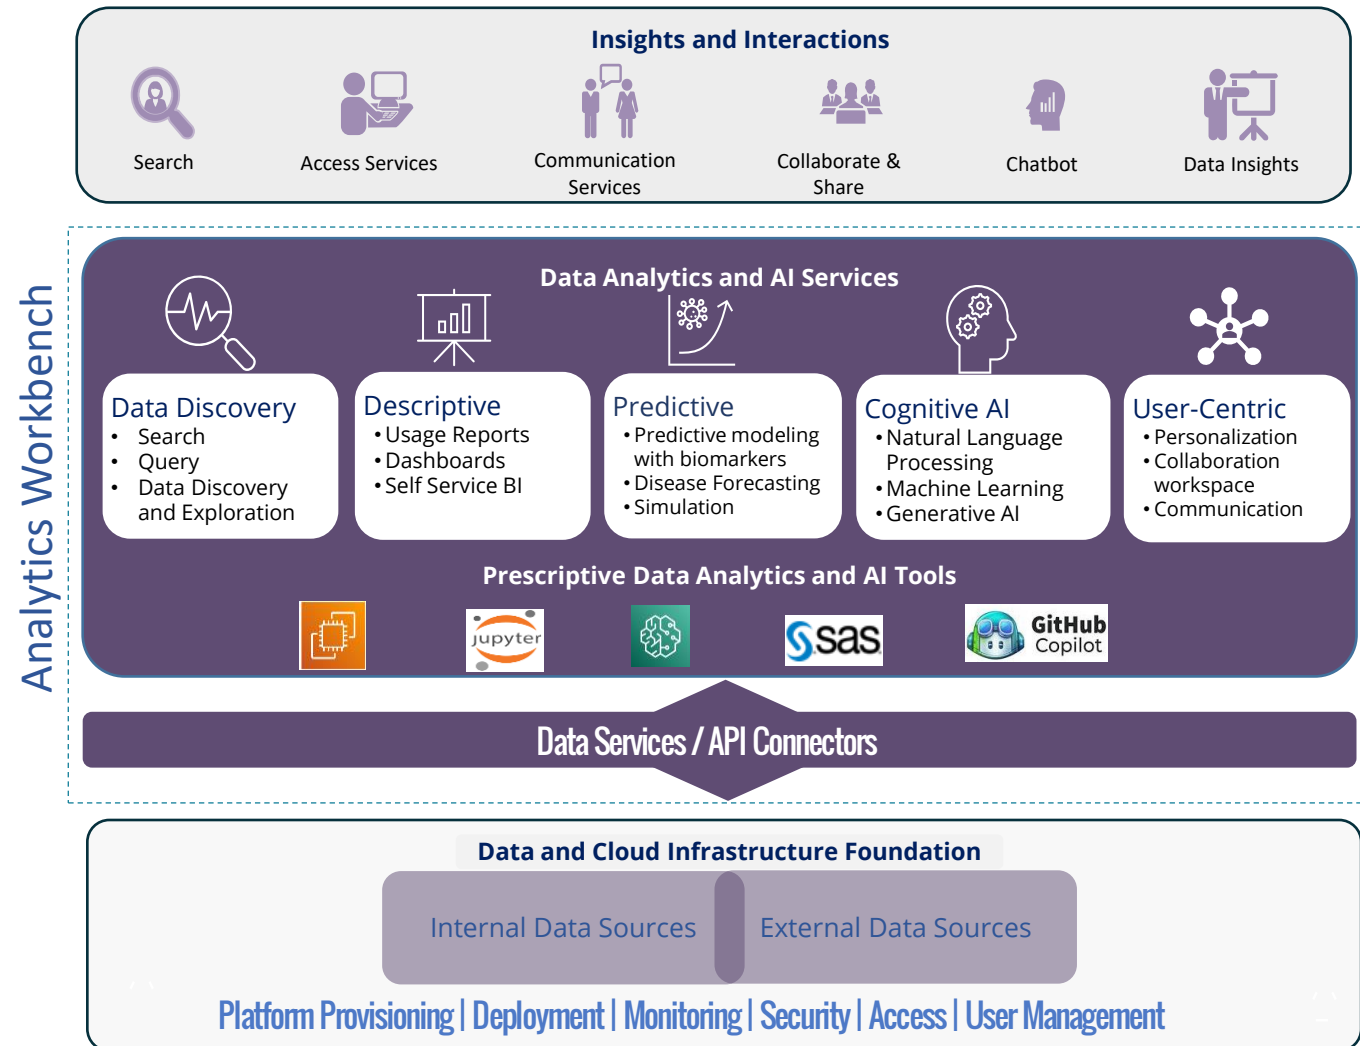 Insights and Interactions
Search
Access Services
Communication
Services
Collaborate &
Share
Chatbot
Data Insights
Analytics Workbench
Data Analytics and AI Services
Data Discovery
• Search
• Query
• Data Discovery
and Exploration
Descriptive
• Usage Reports
• Dashboards
• Self Service BI
Predictive
• Predictive modeling
with biomarkers
• Disease Forecasting
• Simulation
Cognitive AI
• Natural Language
Processing
• Machine Learning
• Generative AI
User-Centric
• Personalization
• Collaboration
workspace
• Communication
Prescriptive Data Analytics and AI Tools
jupyter
sas
GitHub
Copilot
Data Services / API Connectors
Data and Cloud Infrastructure Foundation
Internal Data Sources
External Data Sources
Platform Provisioning | Deployment | Monitoring | Security | Access | User Management